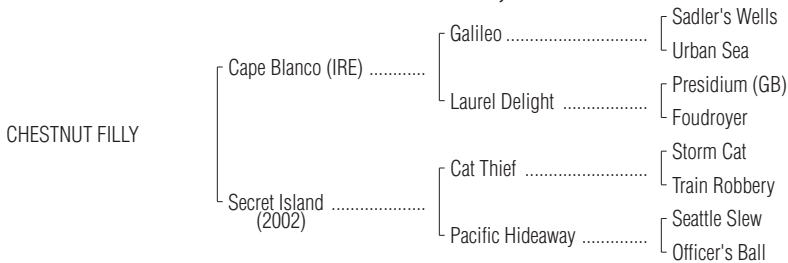 Sadler's Wells
Galileo ..............................
Urban Sea
Cape Blanco (IRE) ............
Presidium (GB)
Laurel Delight ..................
Foudroyer
CHESTNUT FILLY
Storm Cat
Cat Thief ..........................
Train Robbery
Secret Island ....................
(2002)
Seattle Slew
Pacific Hideaway ..............
Officer's Ball